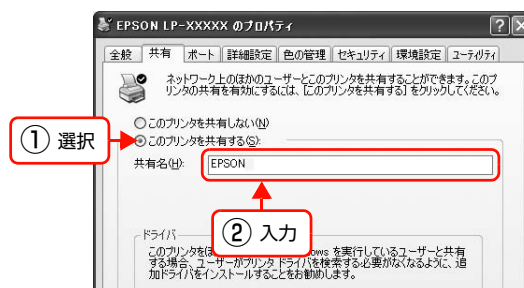 EPSON LP-XXXXX のプロパティ
全般 共有 ポート 詳細設定 色の管理 セキュリティ 環境設定 ユーティリティ
ネットワーク上のほかのユーザーとこのプリンタを共有することができます。このプ
リンタの共有を有効にするには、[このプリンタを共有する] をクリックしてください。
このプリンタを共有しない(N)
① 選択
このプリンタを共有する(S):
共有名(H): EPSON
② 入力
ドライバ
このプリンタをほ ows を実行しているユーザーと共有
する場合、ユーザーがプリンタ ドライバを検索する必要がなくなるように、追
加ドライバをインストールすることをお勧めします。